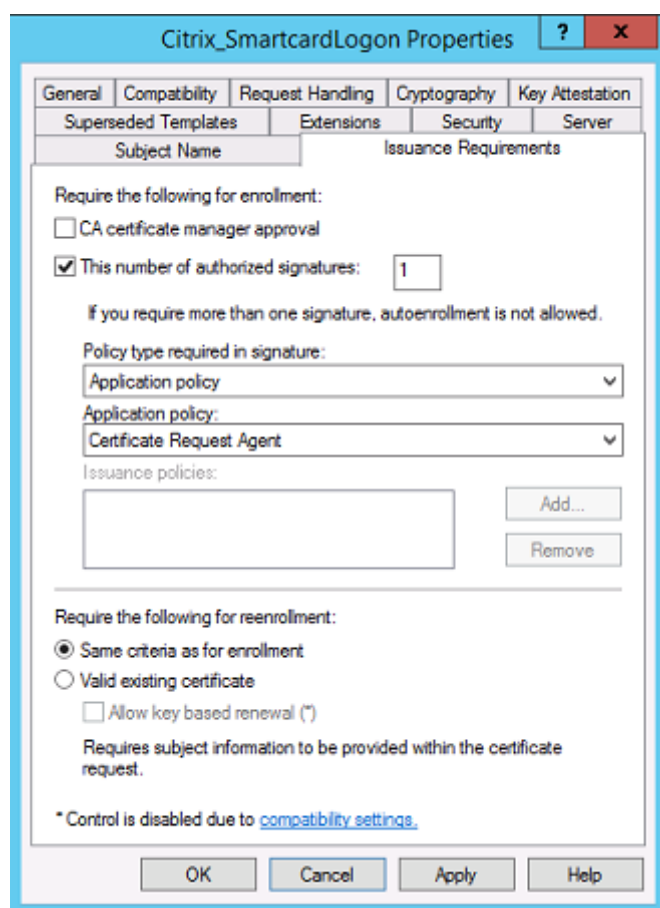 Citrix_SmartcardLogon Properties ? x
General Compatibility Request Handling Cryptography Key Attestation
Superseded Templates Extensions Security Server
Subject Name Issuance Requirements
Require the following for enrollment:
CA certificate manager approval
This number of authorized signatures: 1
If you require more than one signature, autoenrollment is not allowed.
Policy type required in signature:
Application policy
Application policy:
Certificate Request Agent
Issuance policies:
Add...
Remove
Require the following for reenrollment:
Same criteria as for enrollment
Valid existing certificate
Allow key based renewal (*)
Requires subject information to be provided within the certificate
request.
* Control is disabled due to compatibility settings.
OK Cancel Apply Help